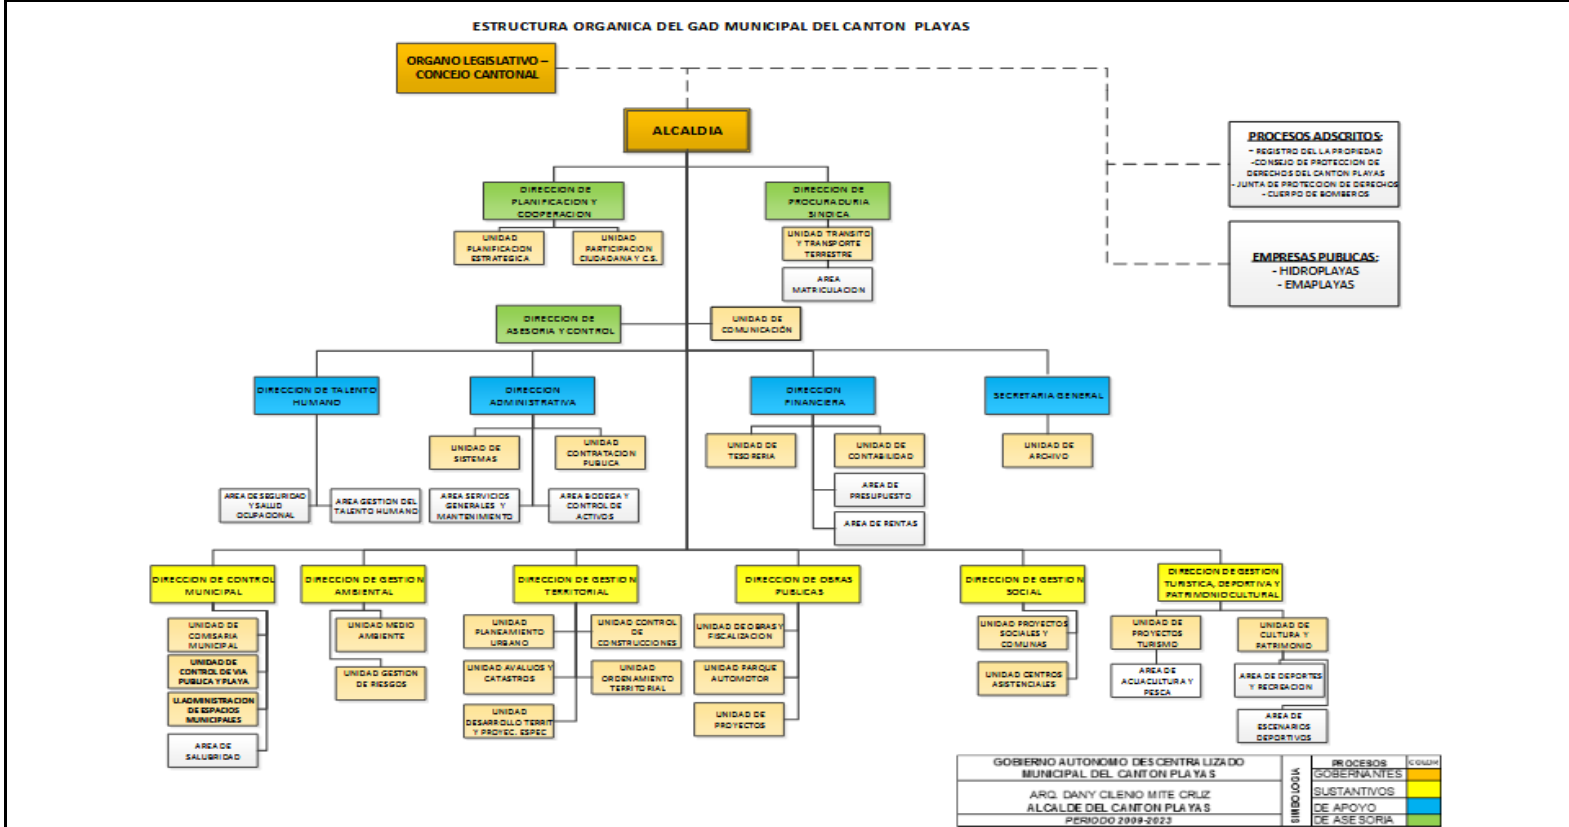 ESTRUCTURA ORGANICA DEL GAD MUNICIPAL DEL CANTON PLAYAS
ORGANO LEGISLATIVO –
CONCEJO CANTONAL
ALCALDIA
PROCESOS ADSCRITOS:
- REGISTRO DEL LA PROPIEDAD
-CONSEJO DE PROTECCION DE
DERECHOS DEL CANTON PLAYAS
- JUNTA DE PROTECCION DE DERECHOS
- CUERPO DE BOMBEROS
EMPRESAS PUBLICAS:
- HIDROPLAYAS
- EMAPLAYAS
DIRECCION DE
PLANIFICACION Y
COOPERACION
DIRECCION DE
PROCURADURIA
SINDICA
UNIDAD
PLANIFICACION
ESTRATEGICA
UNIDAD
PARTICIPACION
CIUDADANA Y C.S.
UNIDAD TRANSITO
Y TRANSPORTE
TERRESTRE
AREA
MATRICULACION
DIRECCION DE
ASESORIA Y CONTROL
UNIDAD DE
COMUNICACIÓN
DIRECCION DE TALENTO
HUMANO
DIRECCION
ADMINISTRATIVA
DIRECCION
FINANCIERA
SECRETARIA GENERAL
UNIDAD DE
SISTEMAS
UNIDAD
CONTRATACION
PUBLICA
UNIDAD DE
TESORERIA
UNIDAD DE
CONTABILIDAD
UNIDAD DE
ARCHIVO
AREA DE SEGURIDAD
Y SALUD
OCUPACIONAL
AREA GESTION DEL
TALENTO HUMANO
AREA SERVICIOS
GENERALES Y
MANTENIMIENTO
AREA BODEGA Y
CONTROL DE
ACTIVOS
AREA DE
PRESUPUESTO
AREA DE RENTAS
DIRECCION DE CONTROL
MUNICIPAL
DIRECCION DE GESTION
AMBIENTAL
DIRECCION DE GESTION
TERRITORIAL
DIRECCION DE OBRAS
PUBLICAS
DIRECCION DE GESTION
SOCIAL
DIRECCION DE GESTION
TURISTICA, DEPORTIVA Y
PATRIMONIO CULTURAL
UNIDAD DE
COMISARIA
MUNICIPAL
UNIDAD DE
CONTROL DE VIA
PUBLICA Y PLAYA
U.ADMINISTRACION
DE ESPACIOS
MUNICIPALES
AREA DE
SALUBRIDAD
UNIDAD MEDIO
AMBIENTE
UNIDAD GESTION
DE RIESGOS
UNIDAD
PLANEAMIENTO
URBANO
UNIDAD CONTROL
DE
CONSTRUCCIONES
UNIDAD AVALUOS Y
CATASTROS
UNIDAD
ORDENAMIENTO
TERRITORIAL
UNIDAD
DESARROLLO TERRIT
Y PROYEC. ESPEC
UNIDAD DE OBRAS Y
FISCALIZACION
UNIDAD PARQUE
AUTOMOTOR
UNIDAD DE
PROYECTOS
UNIDAD PROYECTOS
SOCIALES Y
COMUNAS
UNIDAD CENTROS
ASISTENCIALES
UNIDAD DE
PROYECTOS
TURISMO
AREA DE
ACUACULTURA Y
PESCA
UNIDAD DE
CULTURA Y
PATRIMONIO
AREA DE DEPORTES
Y RECREACION
AREA DE
ESCENARIOS
DEPORTIVOS
GOBIERNO AUTONOMO DESCENTRALIZADO
MUNICIPAL DEL CANTON PLAYAS
ARQ. DANY CILENIO MITE CRUZ
ALCALDE DEL CANTON PLAYAS
PERIODO 2009-2023
SIMBOLOGIA
PROCESOS COLOR
GOBERNANTES
SUSTANTIVOS
DE APOYO
DE ASESORIA